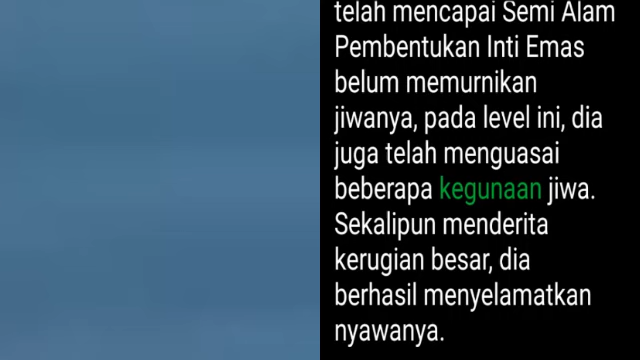 telah mencapai Semi Alam
Pembentukan Inti Emas
belum memurnikan
jiwanya, pada level ini, dia
juga telah menguasai
beberapa kegunaan jiwa.
Sekalipun menderita
kerugian besar, dia
berhasil menyelamatkan
nyawanya.